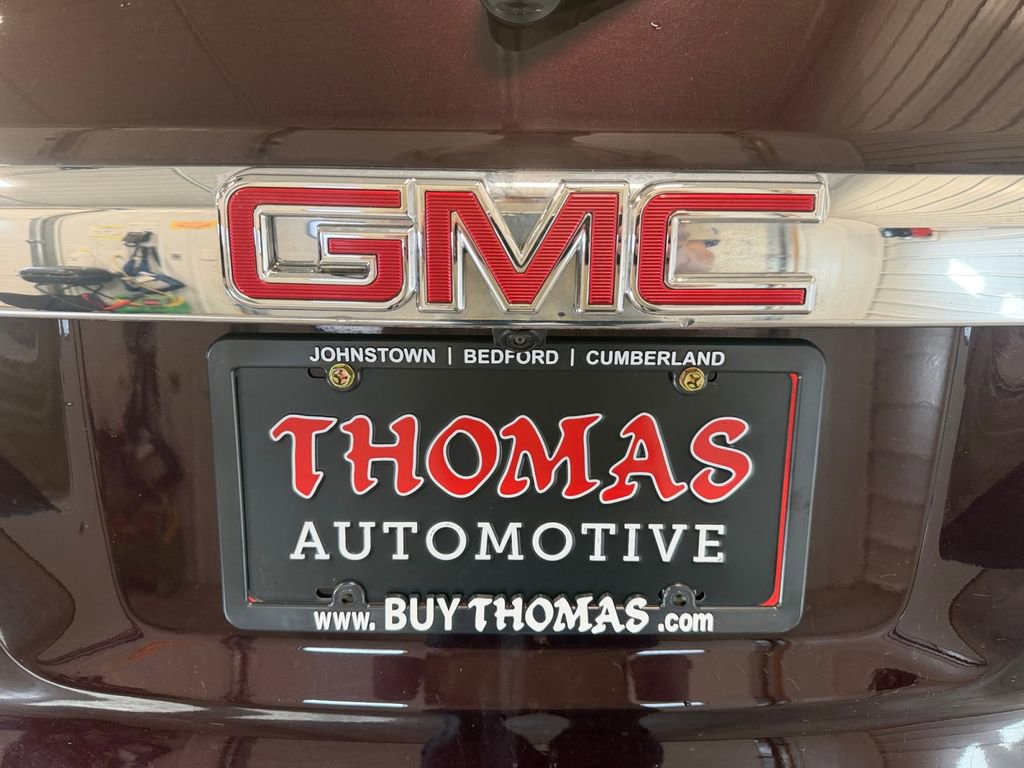 GMC
JOHNSTOWN | BEDFORD | CUMBERLAND
THOMAS
AUTOMOTIVE
www.BUYTHOMAS.com